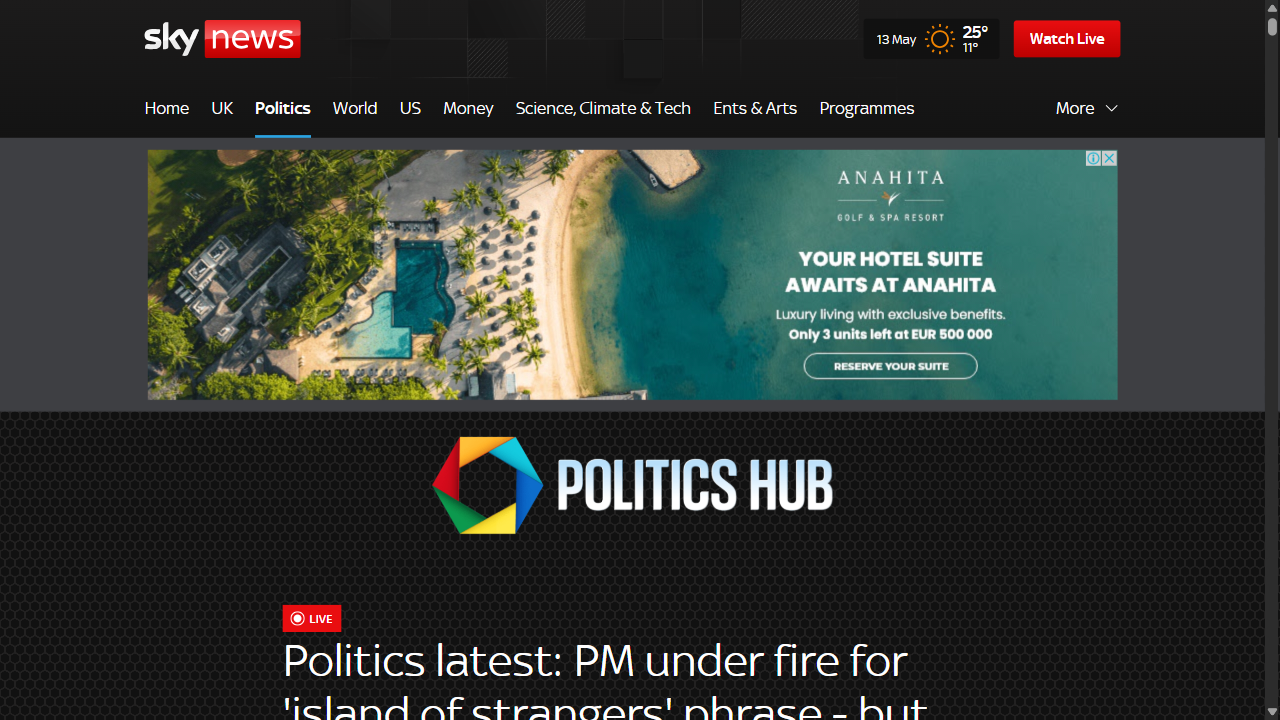 sky news
13 May
25°
11°
Watch Live
Home UK Politics World US Money Science, Climate & Tech Ents & Arts Programmes More
ANAHITA
GOLF & SPA RESORT
YOUR HOTEL SUITE
AWAITS AT ANAHITA
Luxury living with exclusive benefits.
Only 3 units left at EUR 500 000
RESERVE YOUR SUITE
POLITICS HUB
LIVE
Politics latest: PM under fire for
'island of strangers' phrase - but